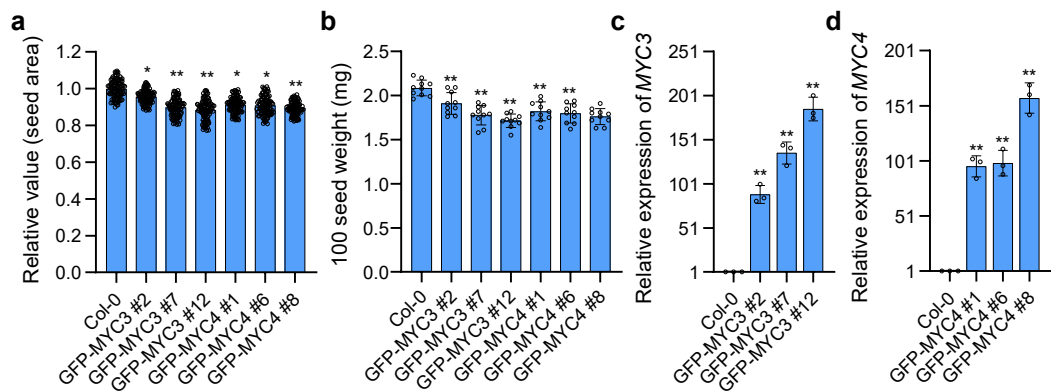 a
Relative value (seed area)
1.2
1.0
0.8
0.6
0.4
0.2
0.0
* ** ** * * **
Col-0
GFP-MYC3 #2
GFP-MYC3 #7
GFP-MYC3 #12
GFP-MYC4 #1
GFP-MYC4 #6
GFP-MYC4 #8
b
100 seed weight (mg)
2.5
2.0
1.5
1.0
0.5
0.0
** ** ** ** **
Col-0
GFP-MYC3 #2
GFP-MYC3 #7
GFP-MYC3 #12
GFP-MYC4 #1
GFP-MYC4 #6
GFP-MYC4 #8
c
Relative expression of MYC3
251
201
151
101
51
1
** ** **
Col-0
GFP-MYC3 #2
GFP-MYC3 #7
GFP-MYC3 #12
d
Relative expression of MYC4
201
151
101
51
1
** ** **
Col-0
GFP-MYC4 #1
GFP-MYC4 #6
GFP-MYC4 #8